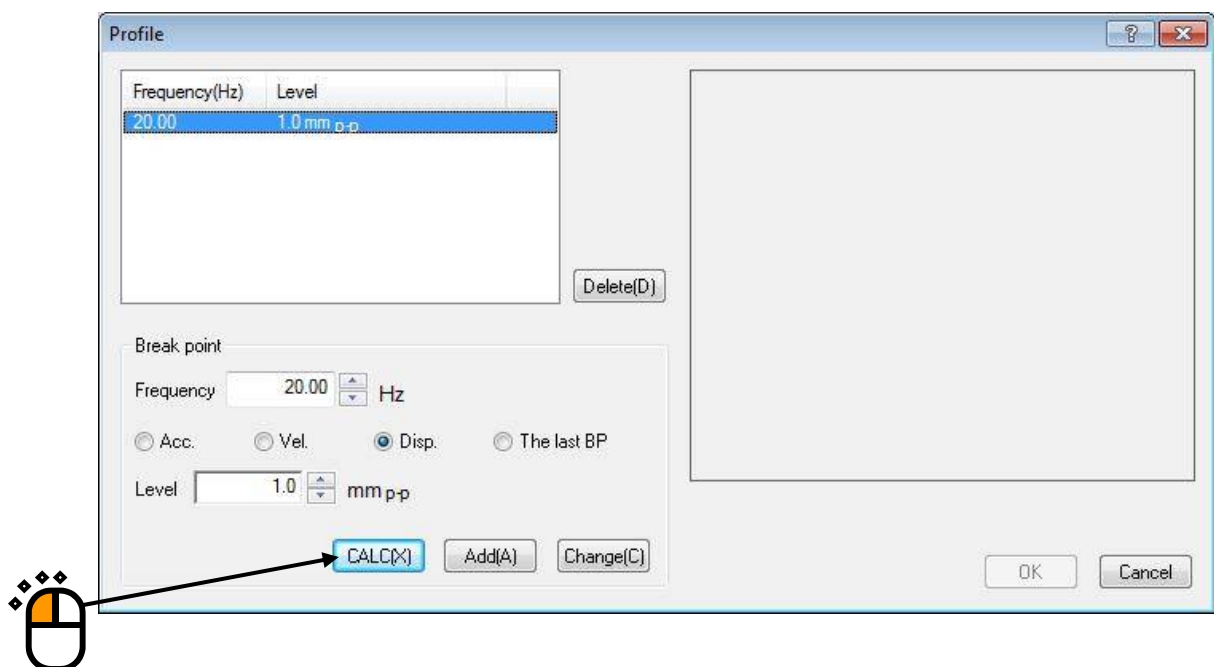 Profile
Frequency(Hz) Level
20.00 1.0 mm p-p
Delete(D)
Break point
Frequency 20.00 Hz
Acc. Vel. Disp. The last BP
Level 1.0 mm p-p
CALC(X) Add(A) Change(C)
OK Cancel